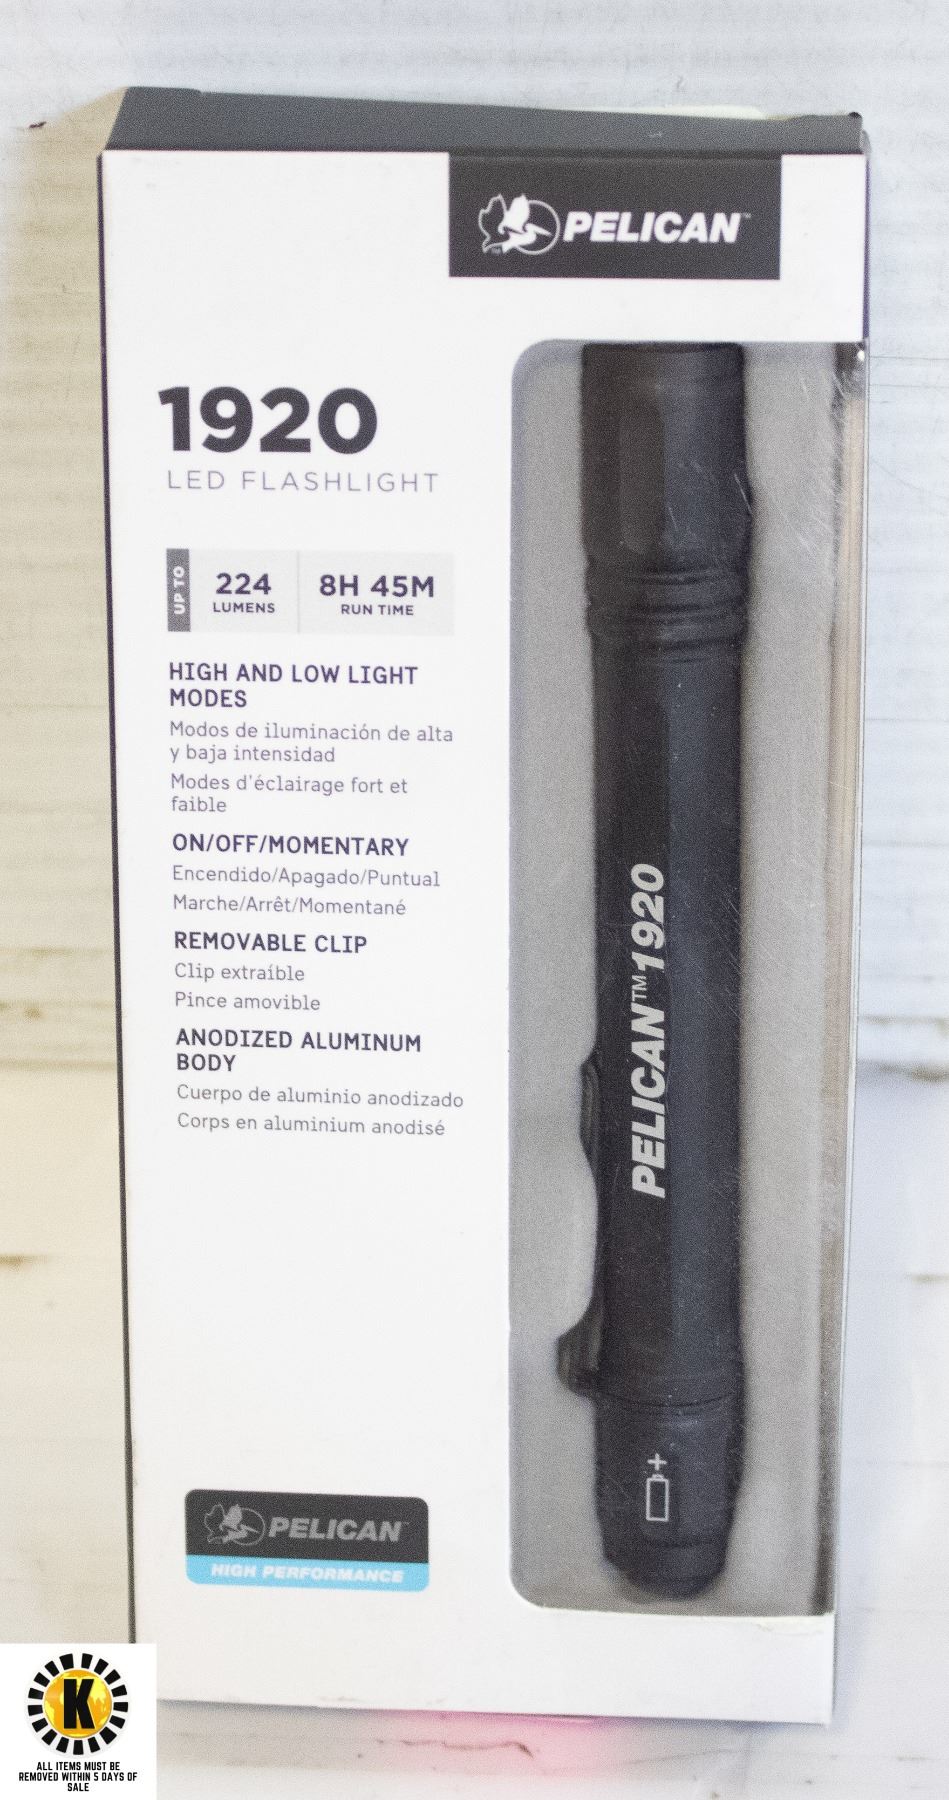 PELICAN™
1920
LED FLASHLIGHT
UP TO
224
LUMENS
8H 45M
RUN TIME
HIGH AND LOW LIGHT
MODES
Modos de iluminación de alta
y baja intensidad
Modes d'éclairage fort et
faible
ON/OFF/MOMENTARY
Encendido/Apagado/Puntual
Marche/Arrêt/Momentané
REMOVABLE CLIP
Clip extraíble
Pince amovible
ANODIZED ALUMINUM
BODY
Cuerpo de aluminio anodizado
Corps en aluminium anodisé
PELICAN™1920
+
PELICAN™
HIGH PERFORMANCE
K
ALL ITEMS MUST BE
REMOVED WITHIN 5 DAYS OF
SALE